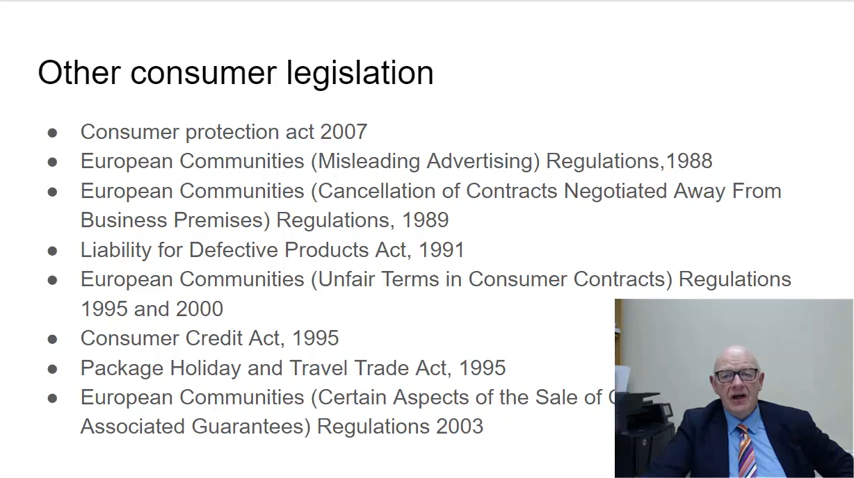 Other consumer legislation
● Consumer protection act 2007
● European Communities (Misleading Advertising) Regulations,1988
● European Communities (Cancellation of Contracts Negotiated Away From
Business Premises) Regulations, 1989
● Liability for Defective Products Act, 1991
● European Communities (Unfair Terms in Consumer Contracts) Regulations
1995 and 2000
● Consumer Credit Act, 1995
● Package Holiday and Travel Trade Act, 1995
● European Communities (Certain Aspects of the Sale of
Associated Guarantees) Regulations 2003